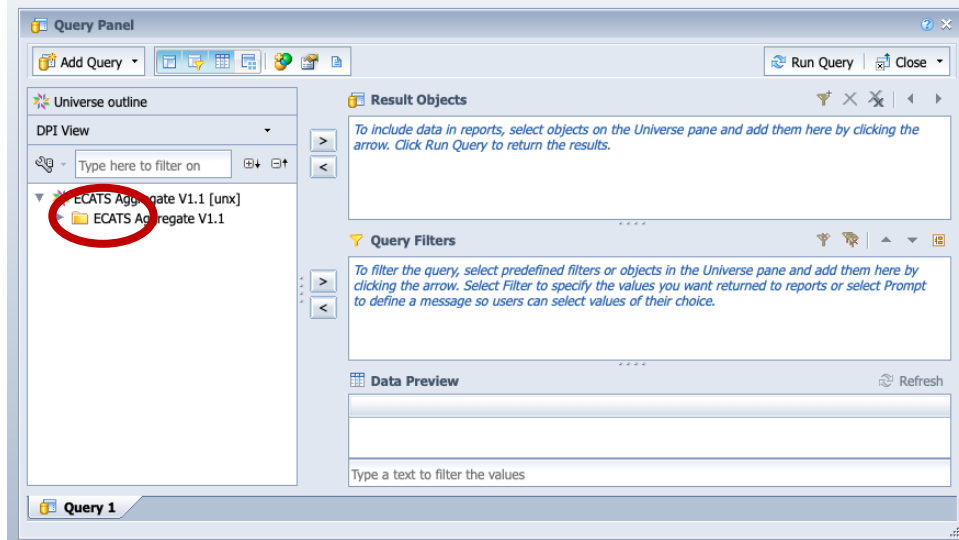 Query Panel
Add Query
Run Query
Close
Universe outline
DPI View
Type here to filter on
ECATS Aggregate V1.1 [unx]
ECATS Aggregate V1.1
>
<
Result Objects
To include data in reports, select objects on the Universe pane and add them here by clicking the
arrow. Click Run Query to return the results.
>
<
Query Filters
To filter the query, select predefined filters or objects in the Universe pane and add them here by
clicking the arrow. Select Filter to specify the values you want returned to reports or select Prompt
to define a message so users can select values of their choice.
Data Preview
Refresh
Type a text to filter the values
Query 1